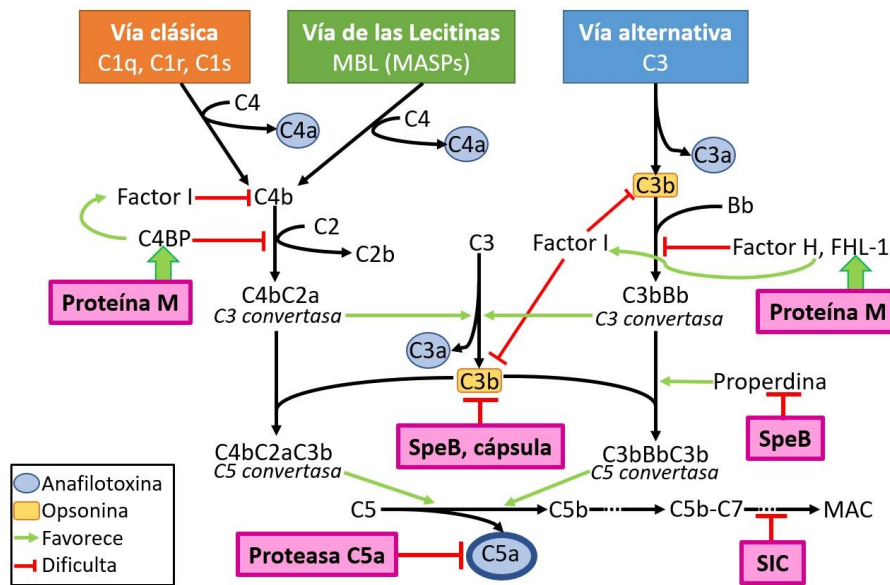 Vía clásica
C1q, C1r, C1s
Vía de las Lecitinas
MBL (MASPs)
Vía alternativa
C3
C4
C4a
C4
C4a
C3a
Factor I
C4b
C3b
C4BP
C2
C2b
C3
Factor I
Bb
Factor H, FHL-1
Proteína M
C4bC2a
C3 convertasa
C3bBb
C3 convertasa
Proteína M
C3a
C3b
Properdina
SpeB, cápsula
SpeB
C4bC2aC3b
C5 convertasa
C3bBbC3b
C5 convertasa
Anafilotoxina
Opsonina
Favorece
Dificulta
C5
C5b
C5b-C7
MAC
Proteasa C5a
C5a
SIC